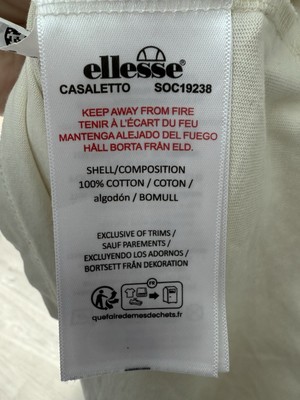 ellesse
CASALETTO SOC19238
KEEP AWAY FROM FIRE
TENIR À L'ÉCART DU FEU
MANTENGA ALEJADO DEL FUEGO
HÅLL BORTA FRÅN ELD.
SHELL/COMPOSITION
100% COTTON / COTON /
algodón / BOMULL
EXCLUSIVE OF TRIMS /
SAUF PAREMENTS /
EXCLUYENDO LOS ADORNOS /
BORTSETT FRÅN DEKORATION
FR
quefairedemesdechets.fr